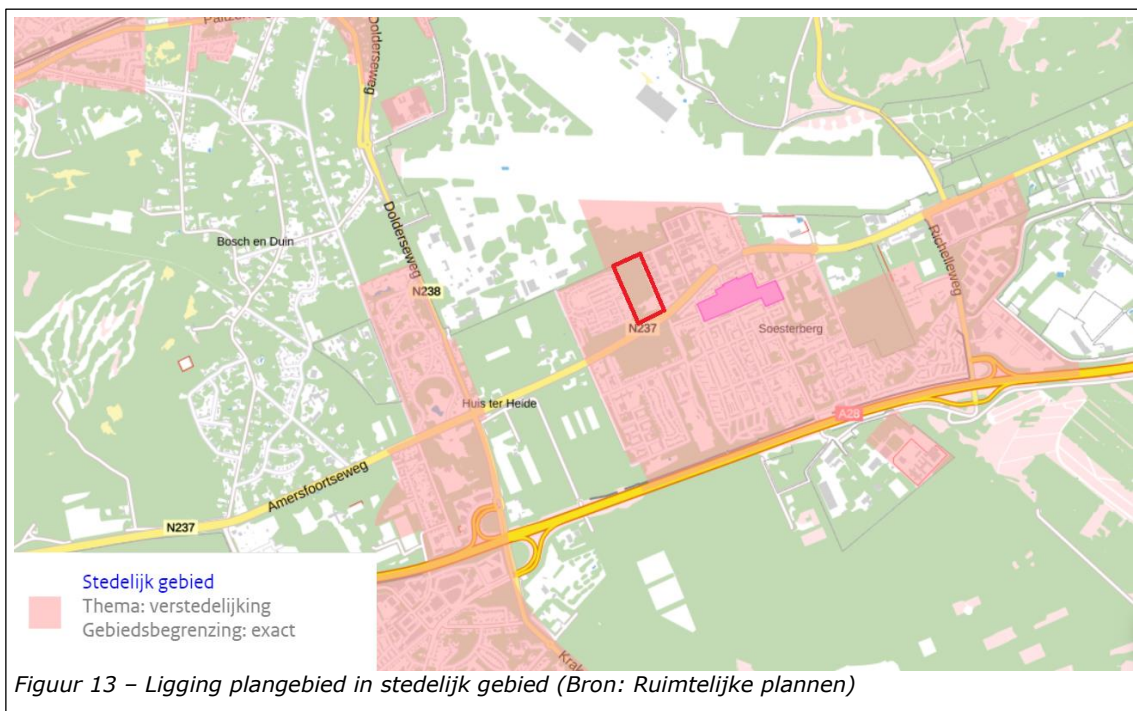 Dolderseweg
Bosch en Duin
Dolderseweg
N238
Richelleweg
N237
Soesterberg
Huis ter Heide
A28
Amersfoortseweg
N237
Stedelijk gebied
Thema: verstedelijking
Gebiedsbegrenzing: exact
Figuur 13 – Ligging plangebied in stedelijk gebied (Bron: Ruimtelijke plannen)